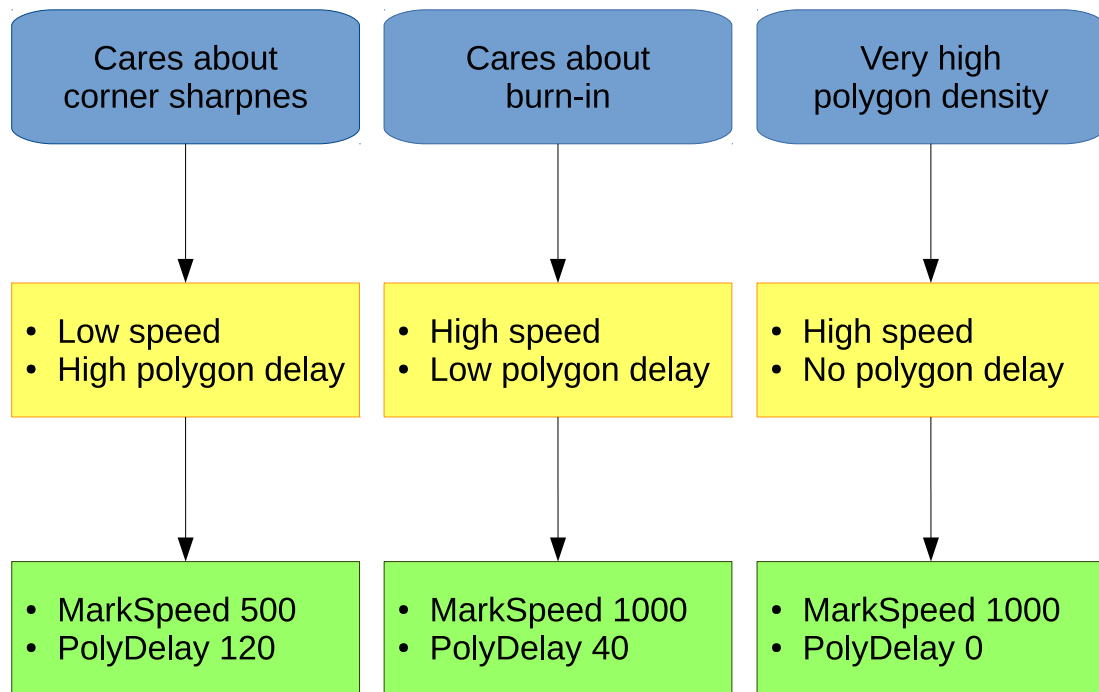 Cares about
corner sharpnes
Cares about
burn-in
Very high
polygon density
• Low speed
• High polygon delay
• High speed
• Low polygon delay
• High speed
• No polygon delay
• MarkSpeed 500
• PolyDelay 120
• MarkSpeed 1000
• PolyDelay 40
• MarkSpeed 1000
• PolyDelay 0